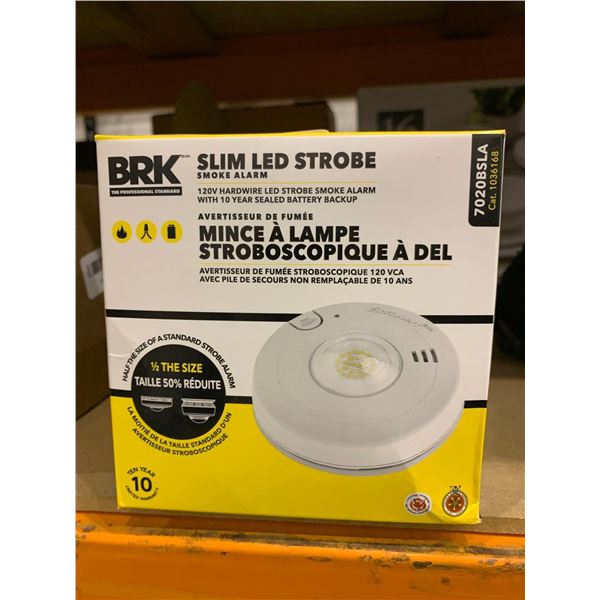 BRK
THE PROFESSIONAL STANDARD
SLIM LED STROBE
SMOKE ALARM
120V HARDWIRE LED STROBE SMOKE ALARM
WITH 10 YEAR SEALED BATTERY BACKUP
7020BSLA
Cat. 1036168
AVERTISSEUR DE FUMÉE
MINCE À LAMPE
STROBOSCOPIQUE À DEL
AVERTISSEUR DE FUMÉE STROBOSCOPIQUE 120 VCA
AVEC PILE DE SECOURS NON REMPLAÇABLE DE 10 ANS
HALF THE SIZE OF A STANDARD STROBE ALARM
½ THE SIZE
TAILLE 50% RÉDUITE
LA MOITIÉ DE LA TAILLE STANDARD D'UN
AVERTISSEUR STROBOSCOPIQUE
TEN YEAR
10
LIMITED WARRANTY